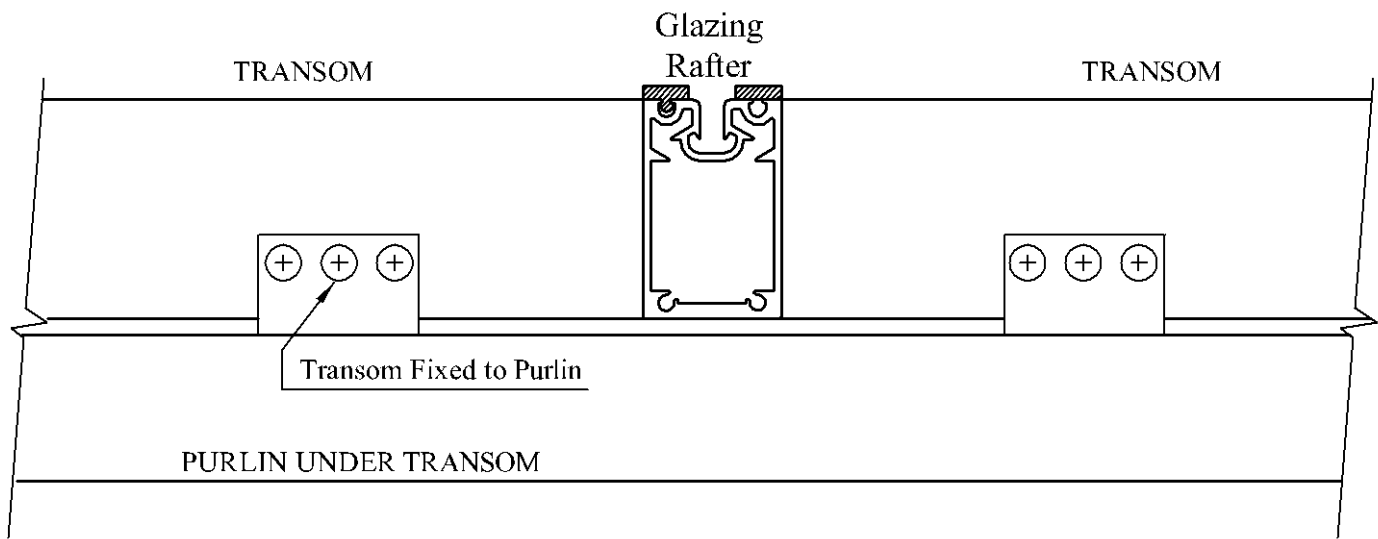 Glazing
Rafter
TRANSOM
TRANSOM
Transom Fixed to Purlin
PURLIN UNDER TRANSOM